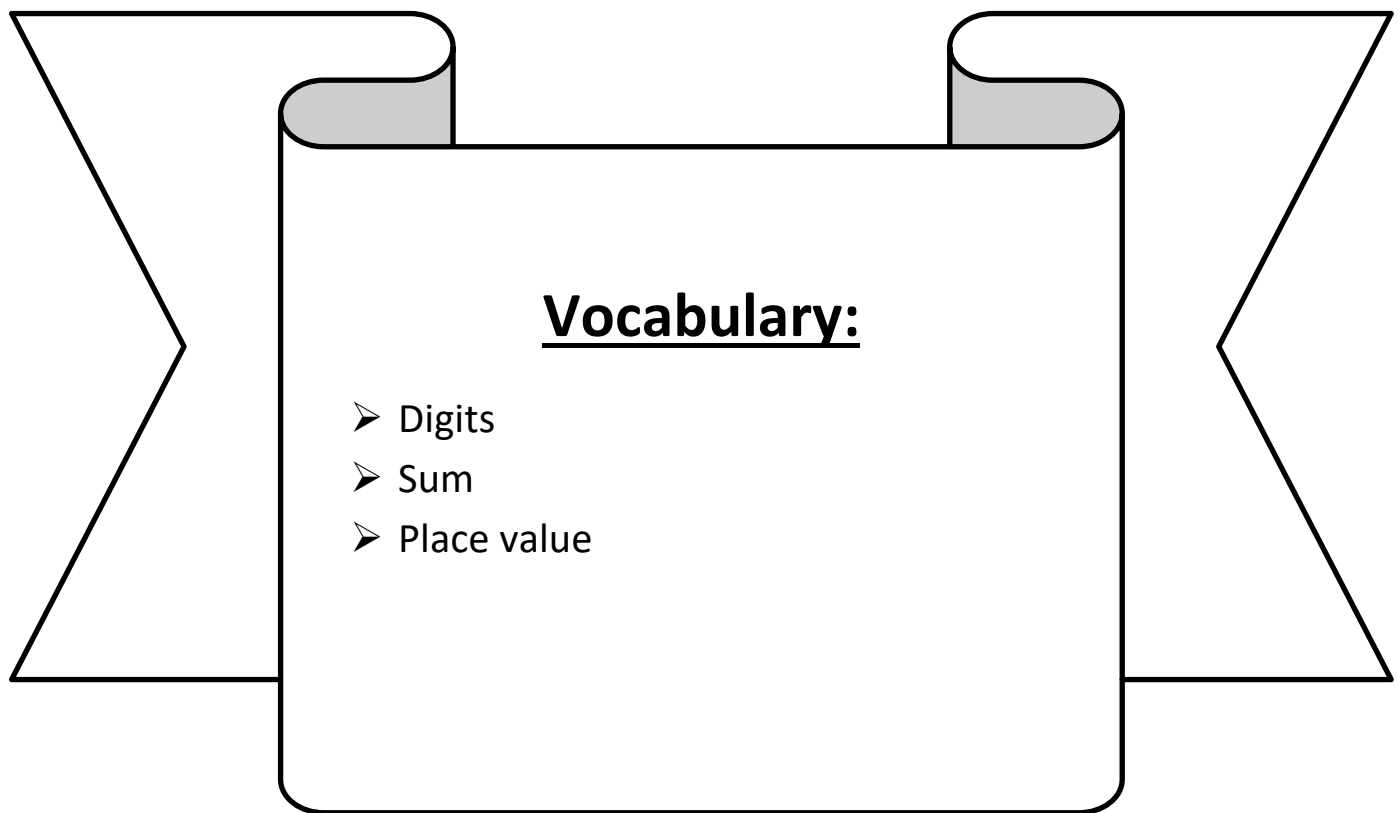 Vocabulary:
➢ Digits
➢ Sum
➢ Place value